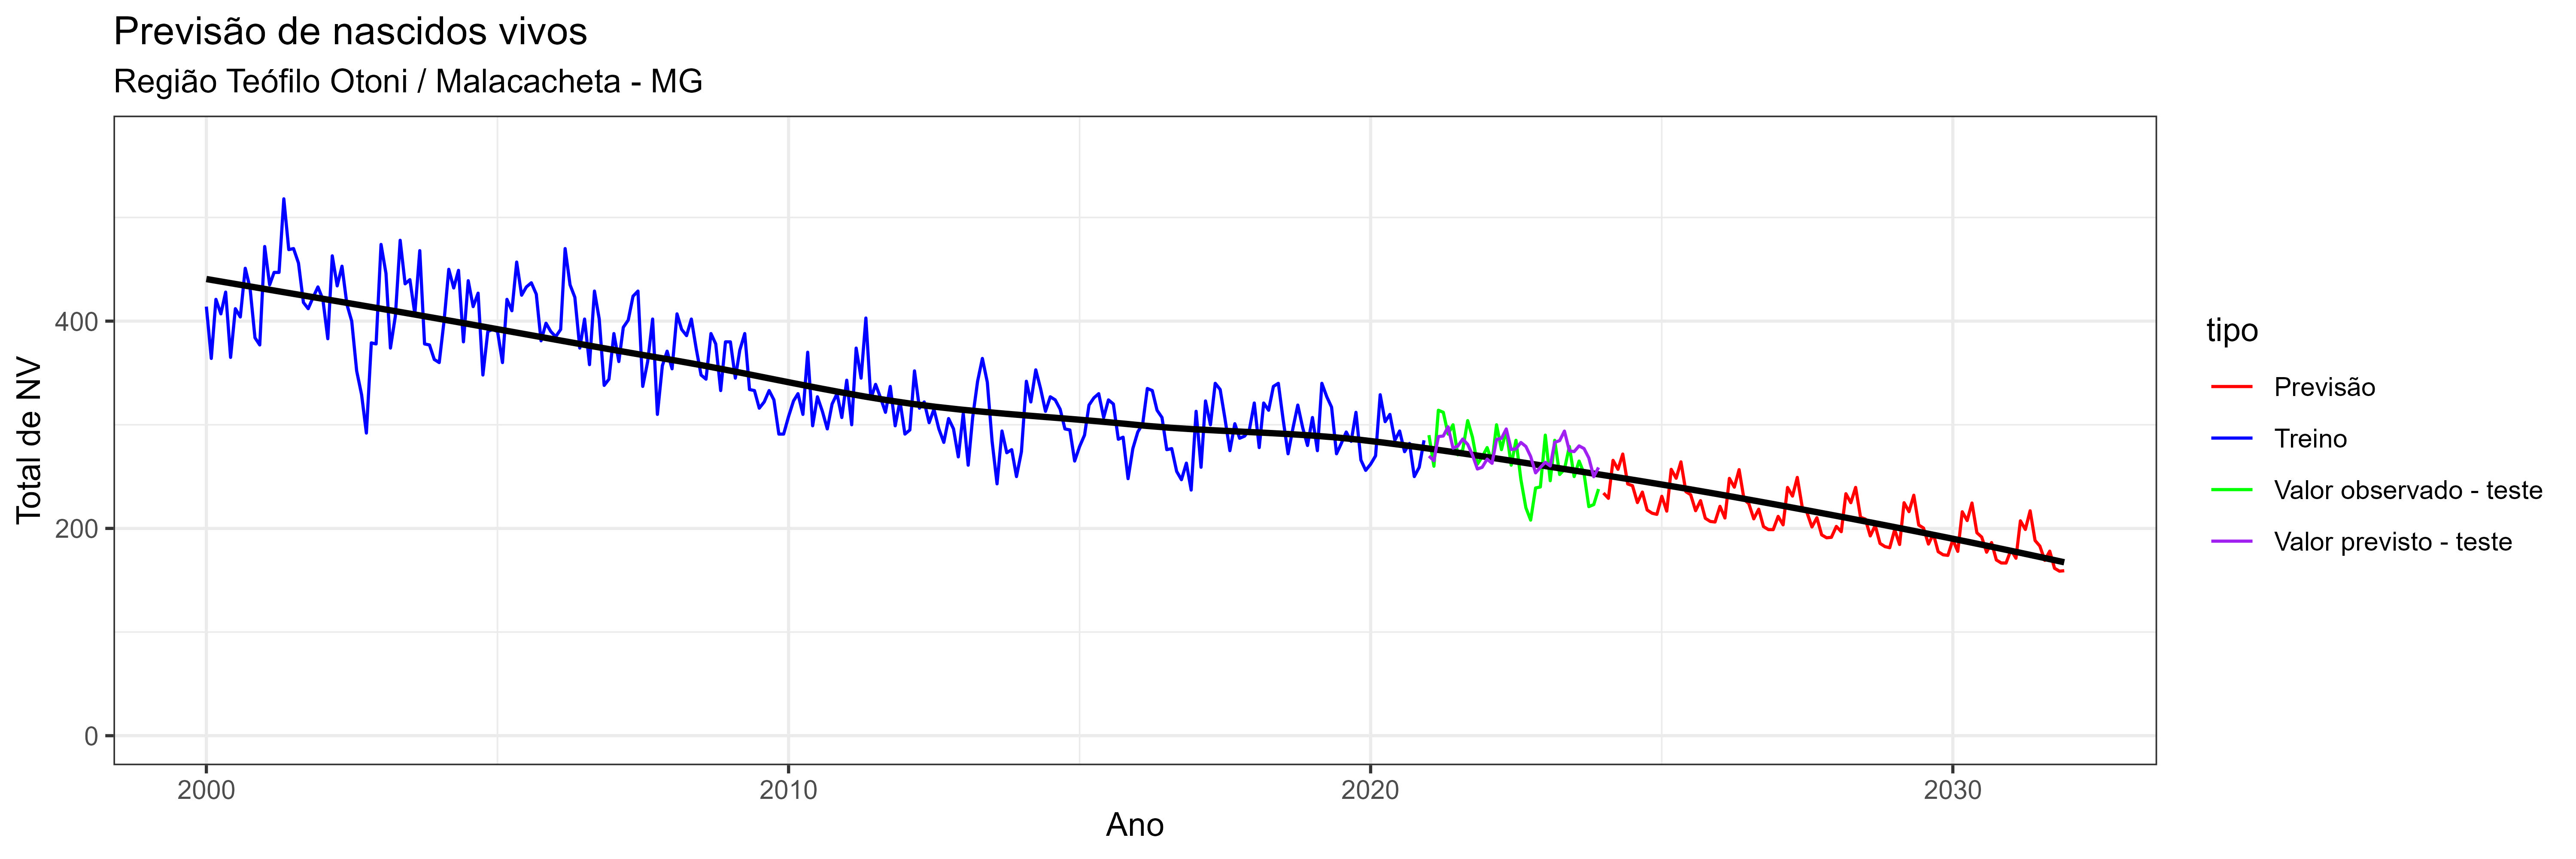 Previsão de nascidos vivos
Região Teófilo Otoni / Malacacheta - MG
Total de NV
400
200
0
2000
2010
2020
2030
Ano
tipo
Previsão
Treino
Valor observado - teste
Valor previsto - teste